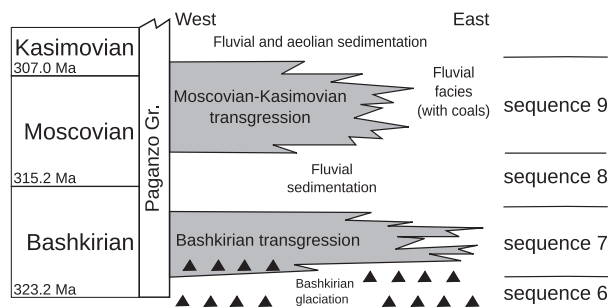 West
East
Kasimovian
307.0 Ma
Moscovian
315.2 Ma
Bashkirian
323.2 Ma
Paganzo Gr.
Fluvial and aeolian sedimentation
Moscovian-Kasimovian
transgression
Fluvial
facies
(with coals)
Fluvial
sedimentation
Bashkirian transgression
Bashkirian
glaciation
sequence 9
sequence 8
sequence 7
sequence 6